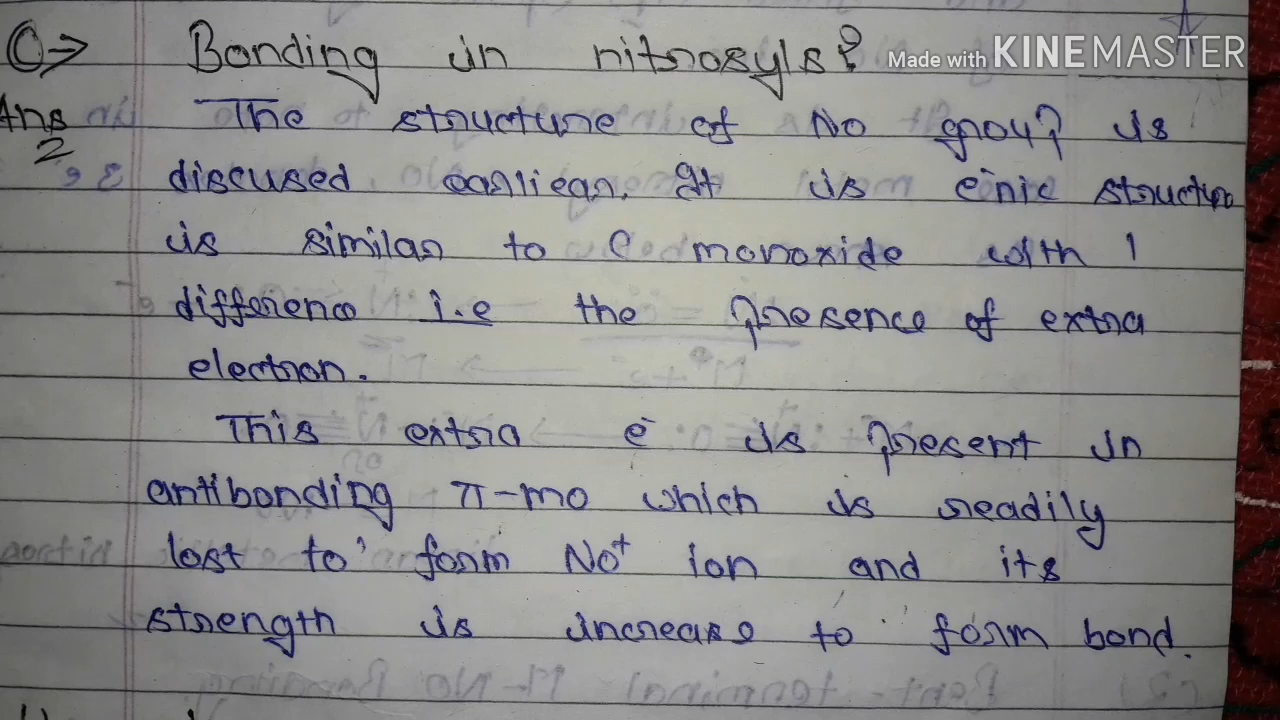 Q⇒ Bonding in nitrosyls?
Made with KINEMASTER
Ans The structure of No group is
2
discused earliear. It is eṅic structure
is similar to C monoxide with 1
difference i.e the presence of extra
electron.
This extra ē is present in
antibonding π-mo which is readily
lost to form No⁺ ion and its
strength is increase to form bond.